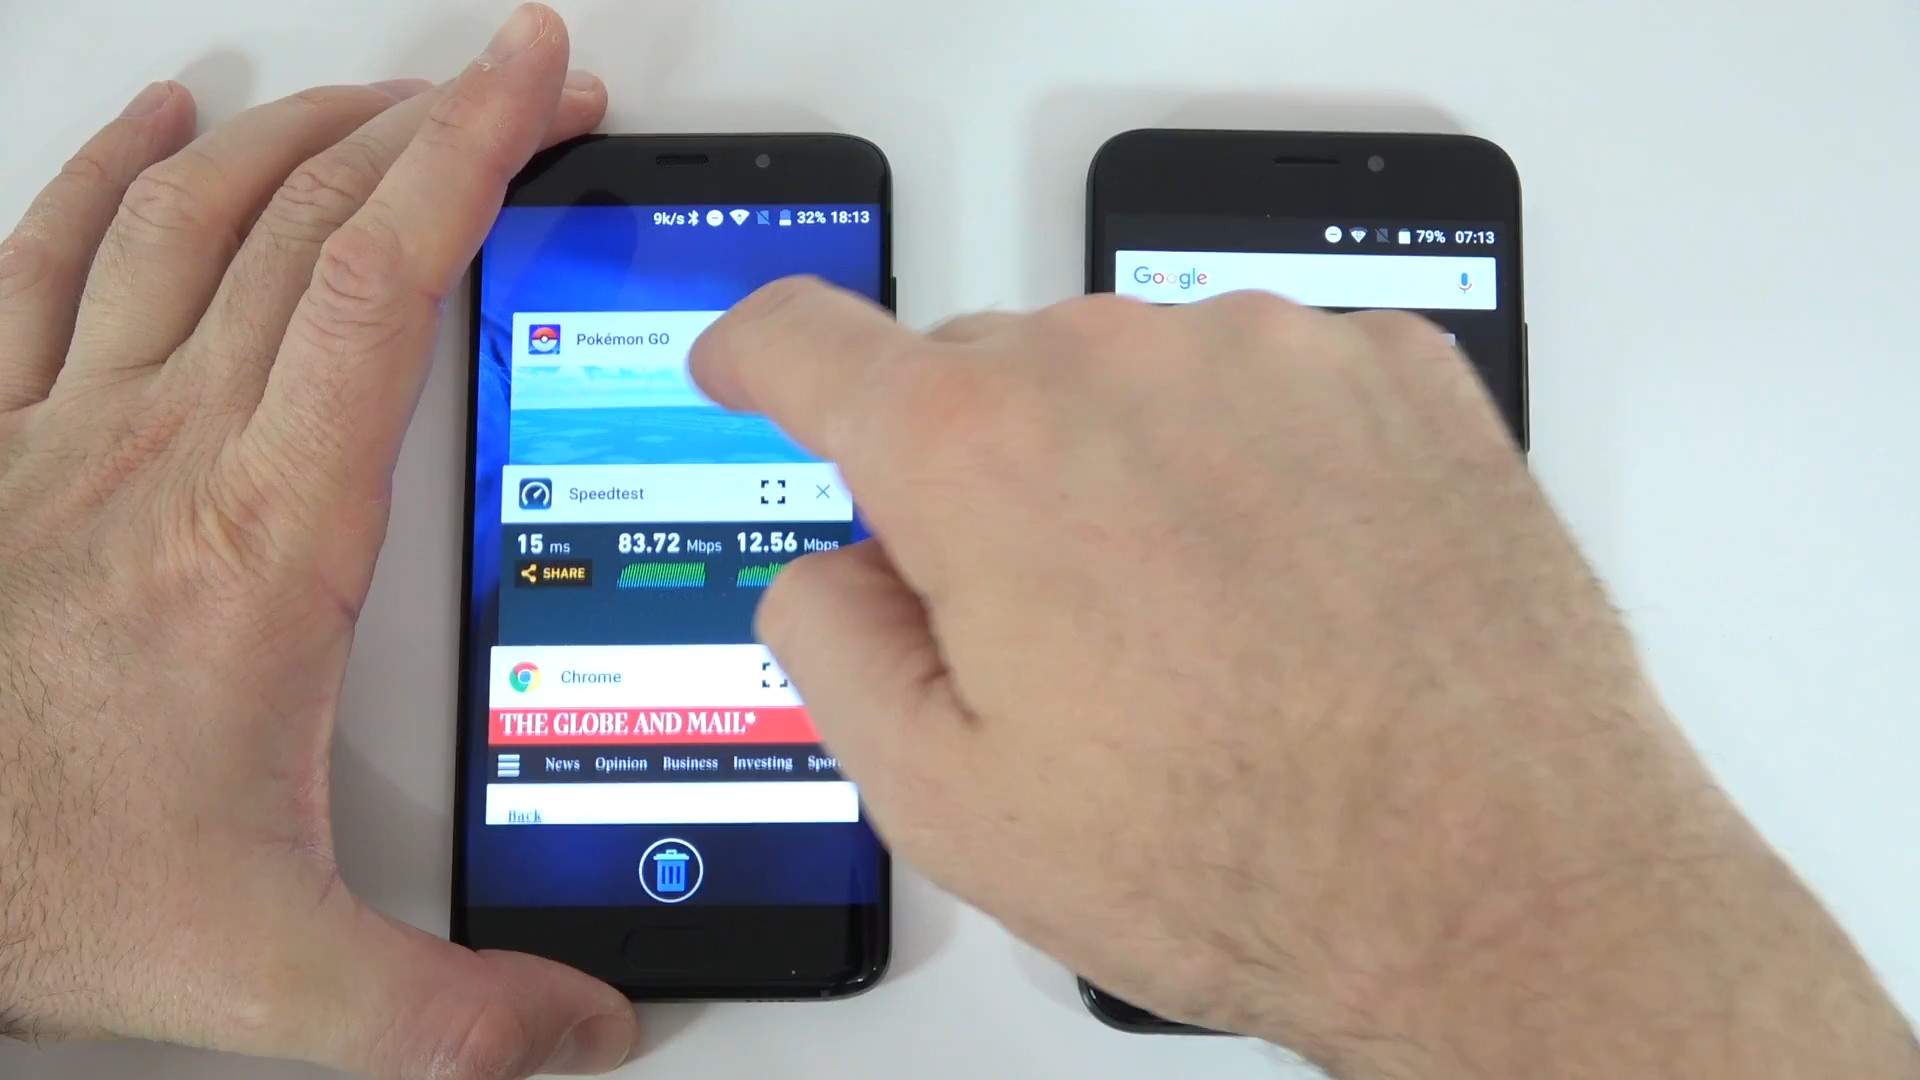 9k/s 32% 18:13
Pokémon GO
Speedtest
15 ms 83.72 Mbps 12.56 Mbps
SHARE
Chrome
THE GLOBE AND MAIL
News Opinion Business Investing Spor
Back
79% 07:13
Google